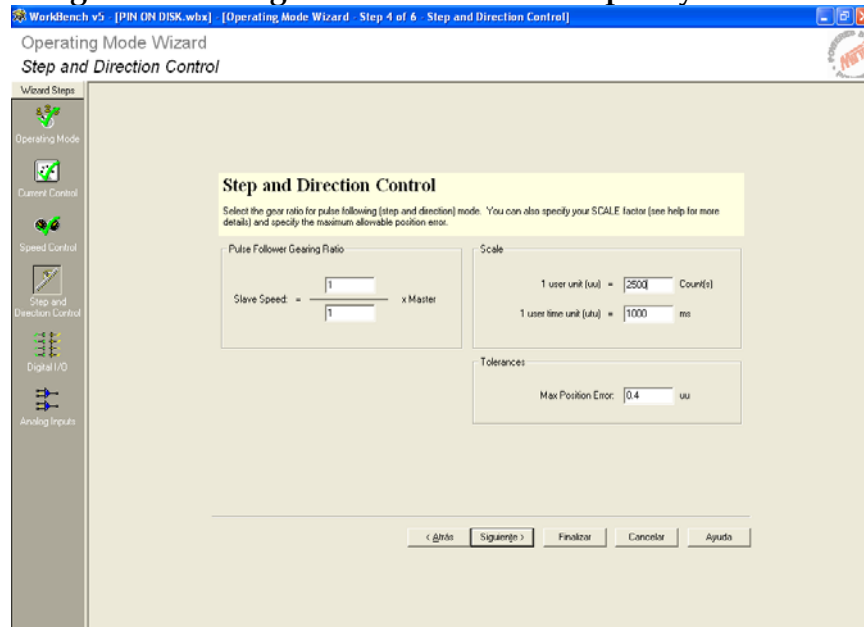 WorkBench v5 - [PIN ON DISK.wbx] - [Operating Mode Wizard - Step 4 of 6 - Step and Direction Control]
Operating Mode Wizard
Step and Direction Control
Wizard Steps
Operating Mode
Current Control
Speed Control
Step and
Direction Control
Digital I/O
Analog Inputs
Step and Direction Control
Select the gear ratio for pulse following (step and direction) mode. You can also specify your SCALE factor (see help for more
details) and specify the maximum allowable position error.
Pulse Follower Gearing Ratio
Slave Speed: = 1
1 x Master
Scale
1 user unit (uu) = 2500 Count(s)
1 user time unit (utu) = 1000 ms
Tolerances
Max Position Error: 0.4 uu
< Atrás Siguiente > Finalizar Cancelar Ayuda